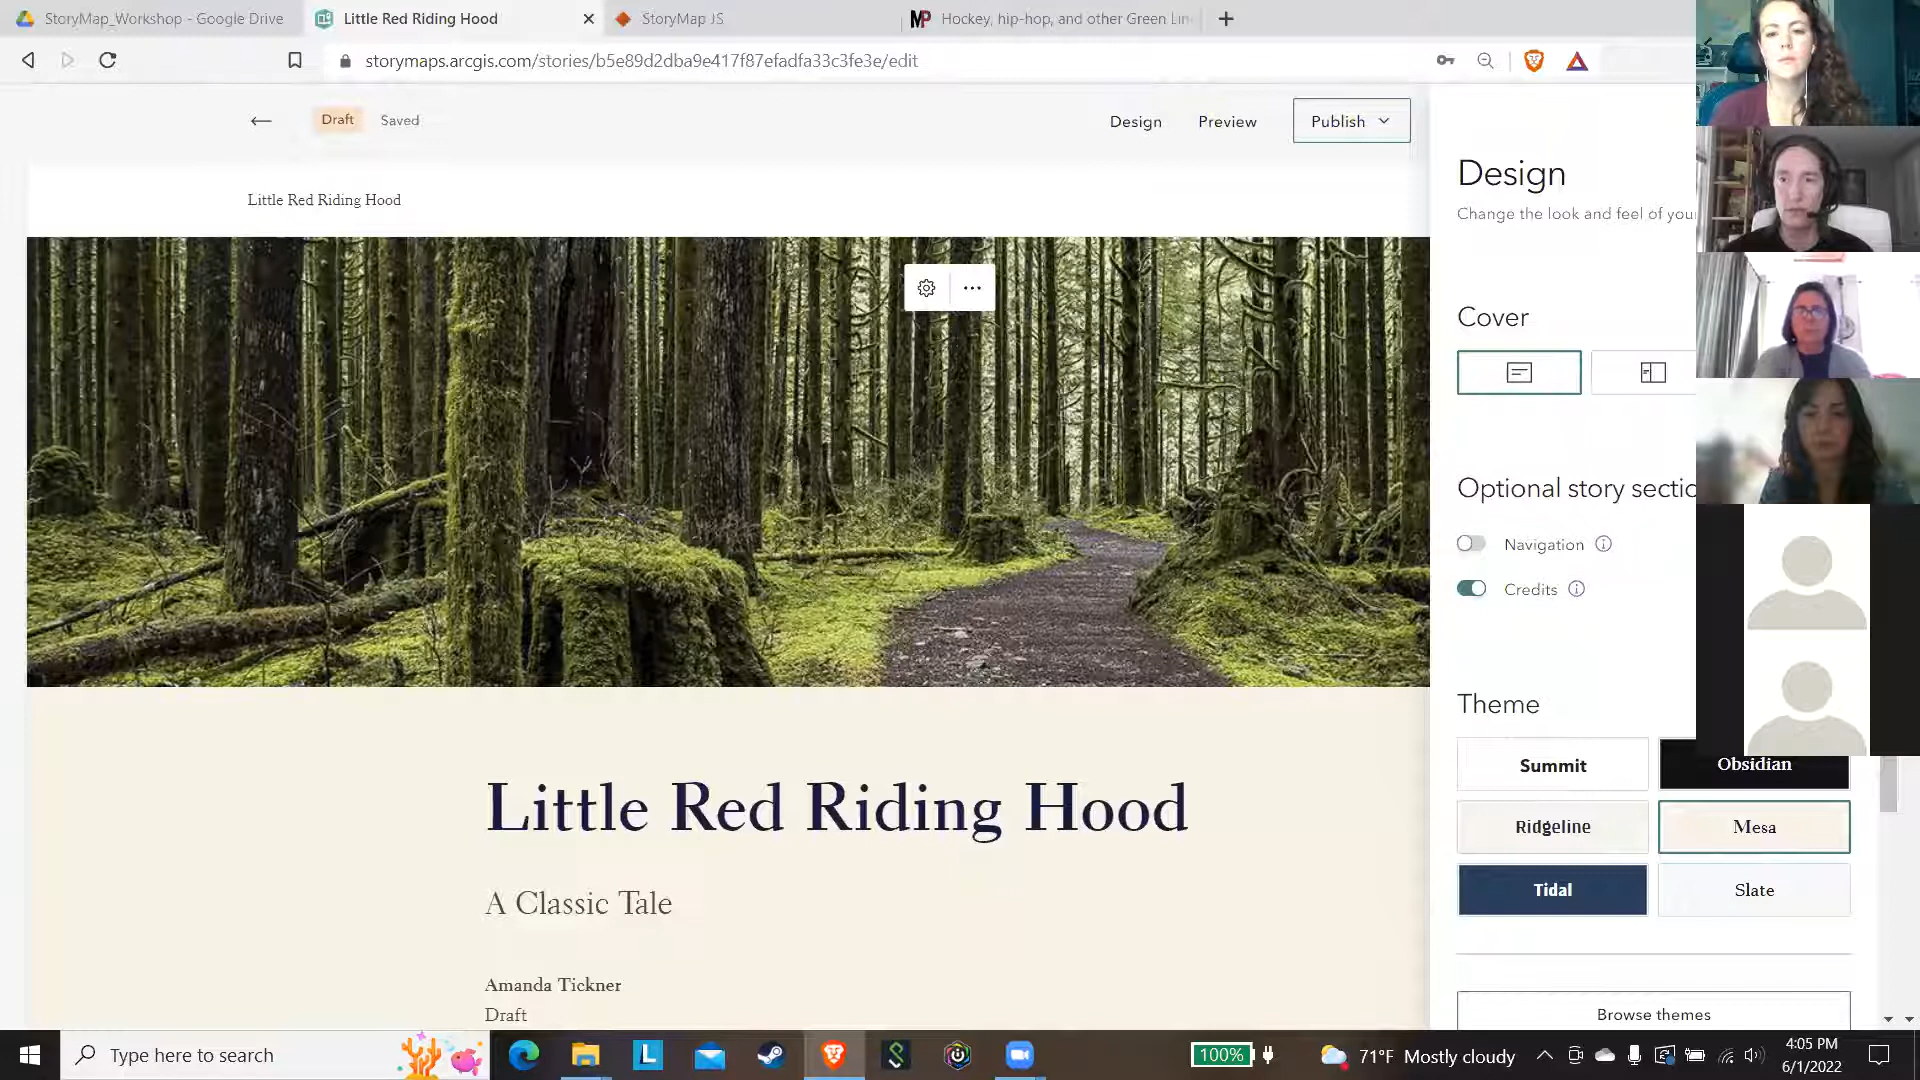 StoryMap_Workshop - Google Drive
Little Red Riding Hood
StoryMap JS
Hockey, hip-hop, and other Green Lin
storymaps.arcgis.com/stories/b5e89d2dba9e417f87efadfa33c3fe3e/edit
Draft
Saved
Design
Preview
Publish
Little Red Riding Hood
Little Red Riding Hood
A Classic Tale
Amanda Tickner
Draft
Design
Change the look and feel of your
Cover
Optional story sectio
Navigation
Credits
Theme
Summit
Obsidian
Ridgeline
Mesa
Tidal
Slate
Browse themes
Type here to search
100%
71°F Mostly cloudy
4:05 PM
6/1/2022